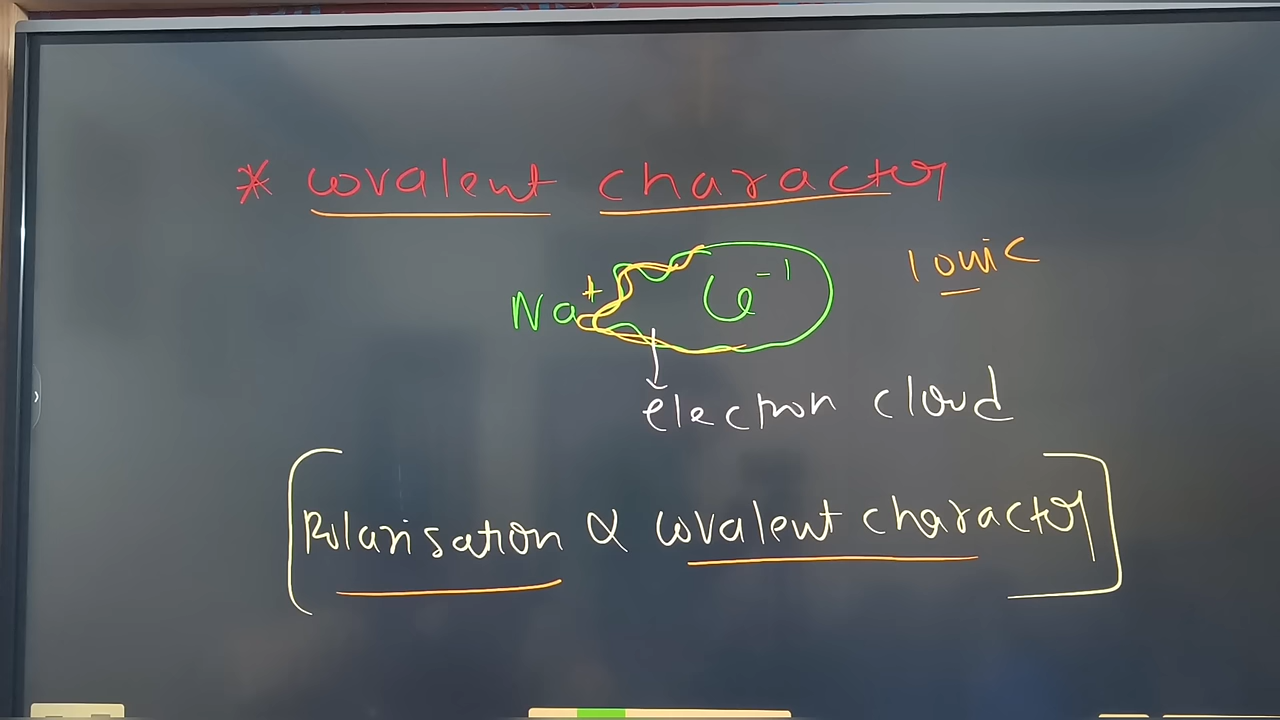 * covalent character
Na+ Cl-1 Ionic
electron cloud
Polarisation ∝ covalent character